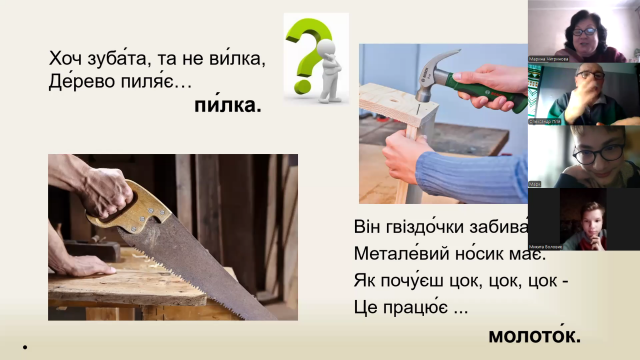 Хоч зуба́та, та не ви́лка,
Де́рево пиля́є…
пи́лка.
Він гвіздо́чки забива́
Метале́вий но́сик має.
Як почу́єш цок, цок, цок -
Це працю́є ...
молото́к.